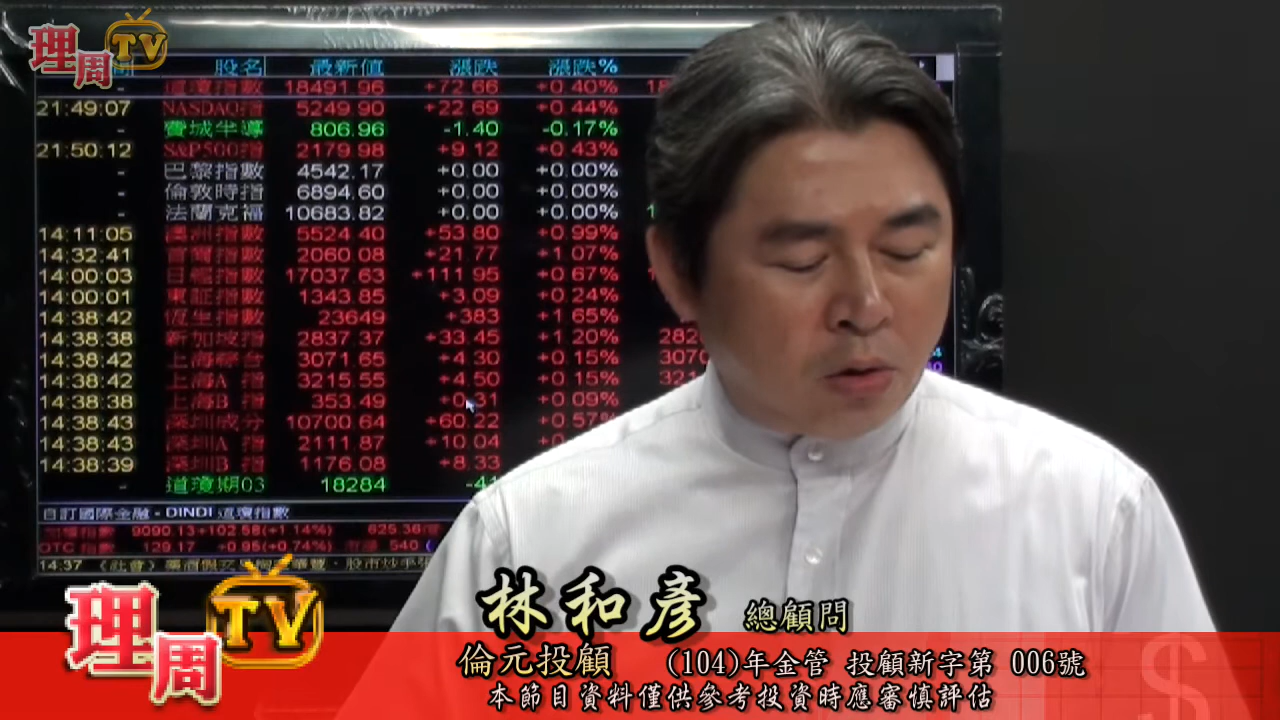 理周TV
股名 最新值 漲跌 漲跌%
- 道瓊指數 18491.96 +72.66 +0.40%
21:49:07 NASDAQ指 5249.90 +22.69 +0.44%
- 費城半導 806.96 -1.40 -0.17%
21:50:12 S&P500指 2179.98 +9.12 +0.43%
- 巴黎指數 4542.17 +0.00 +0.00%
- 倫敦時指 6894.60 +0.00 +0.00%
- 法蘭克福 10683.82 +0.00 +0.00%
14:11:05 澳洲指數 5524.40 +53.80 +0.99%
14:32:41 首爾指數 2060.08 +21.77 +1.07%
14:00:03 日經指數 17037.63 +111.95 +0.67%
14:00:01 東証指數 1343.85 +3.09 +0.24%
14:38:42 恆生指數 23649 +383 +1.65%
14:38:38 新加坡指 2837.37 +33.45 +1.20%
14:38:42 上海綜合 3071.65 +4.30 +0.15% 3070
14:38:42 上海A 指 3215.55 +4.50 +0.15%
14:38:38 上海B 指 353.49 +0.31 +0.09%
14:38:43 深圳成分 10700.64 +60.22 +0.57%
14:38:43 深圳A 指 2111.87 +10.04
14:38:39 深圳B 指 1176.08 +8.33
- 道瓊期03 18284
自訂國際金融 - DINDI 道瓊指數
加權指數 9090.13 +102.58(+1.14%) 625.36億
OTC 指數 129.17 +0.95(+0.74%) 540
14:37 《社會》
理周TV
林和彥 總顧問
倫元投顧 (104)年金管 投顧新字第 006號
本節目資料僅供參考投資時應審慎評估